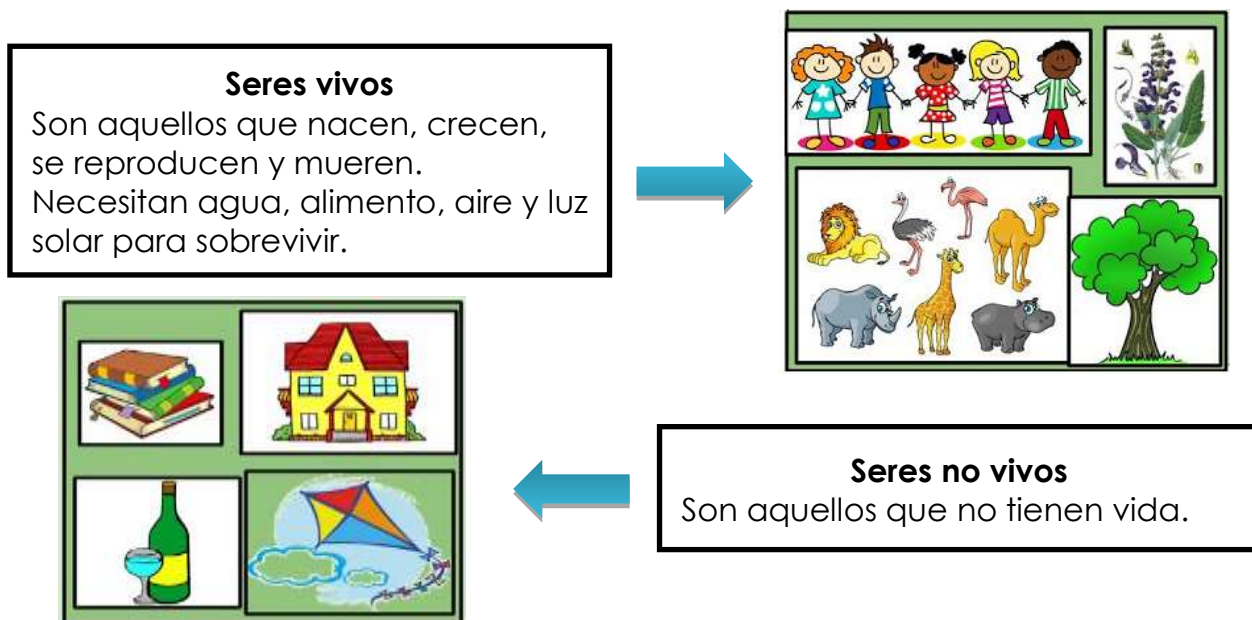 Seres vivos
Son aquellos que nacen, crecen,
se reproducen y mueren.
Necesitan agua, alimento, aire y luz
solar para sobrevivir.
Seres no vivos
Son aquellos que no tienen vida.